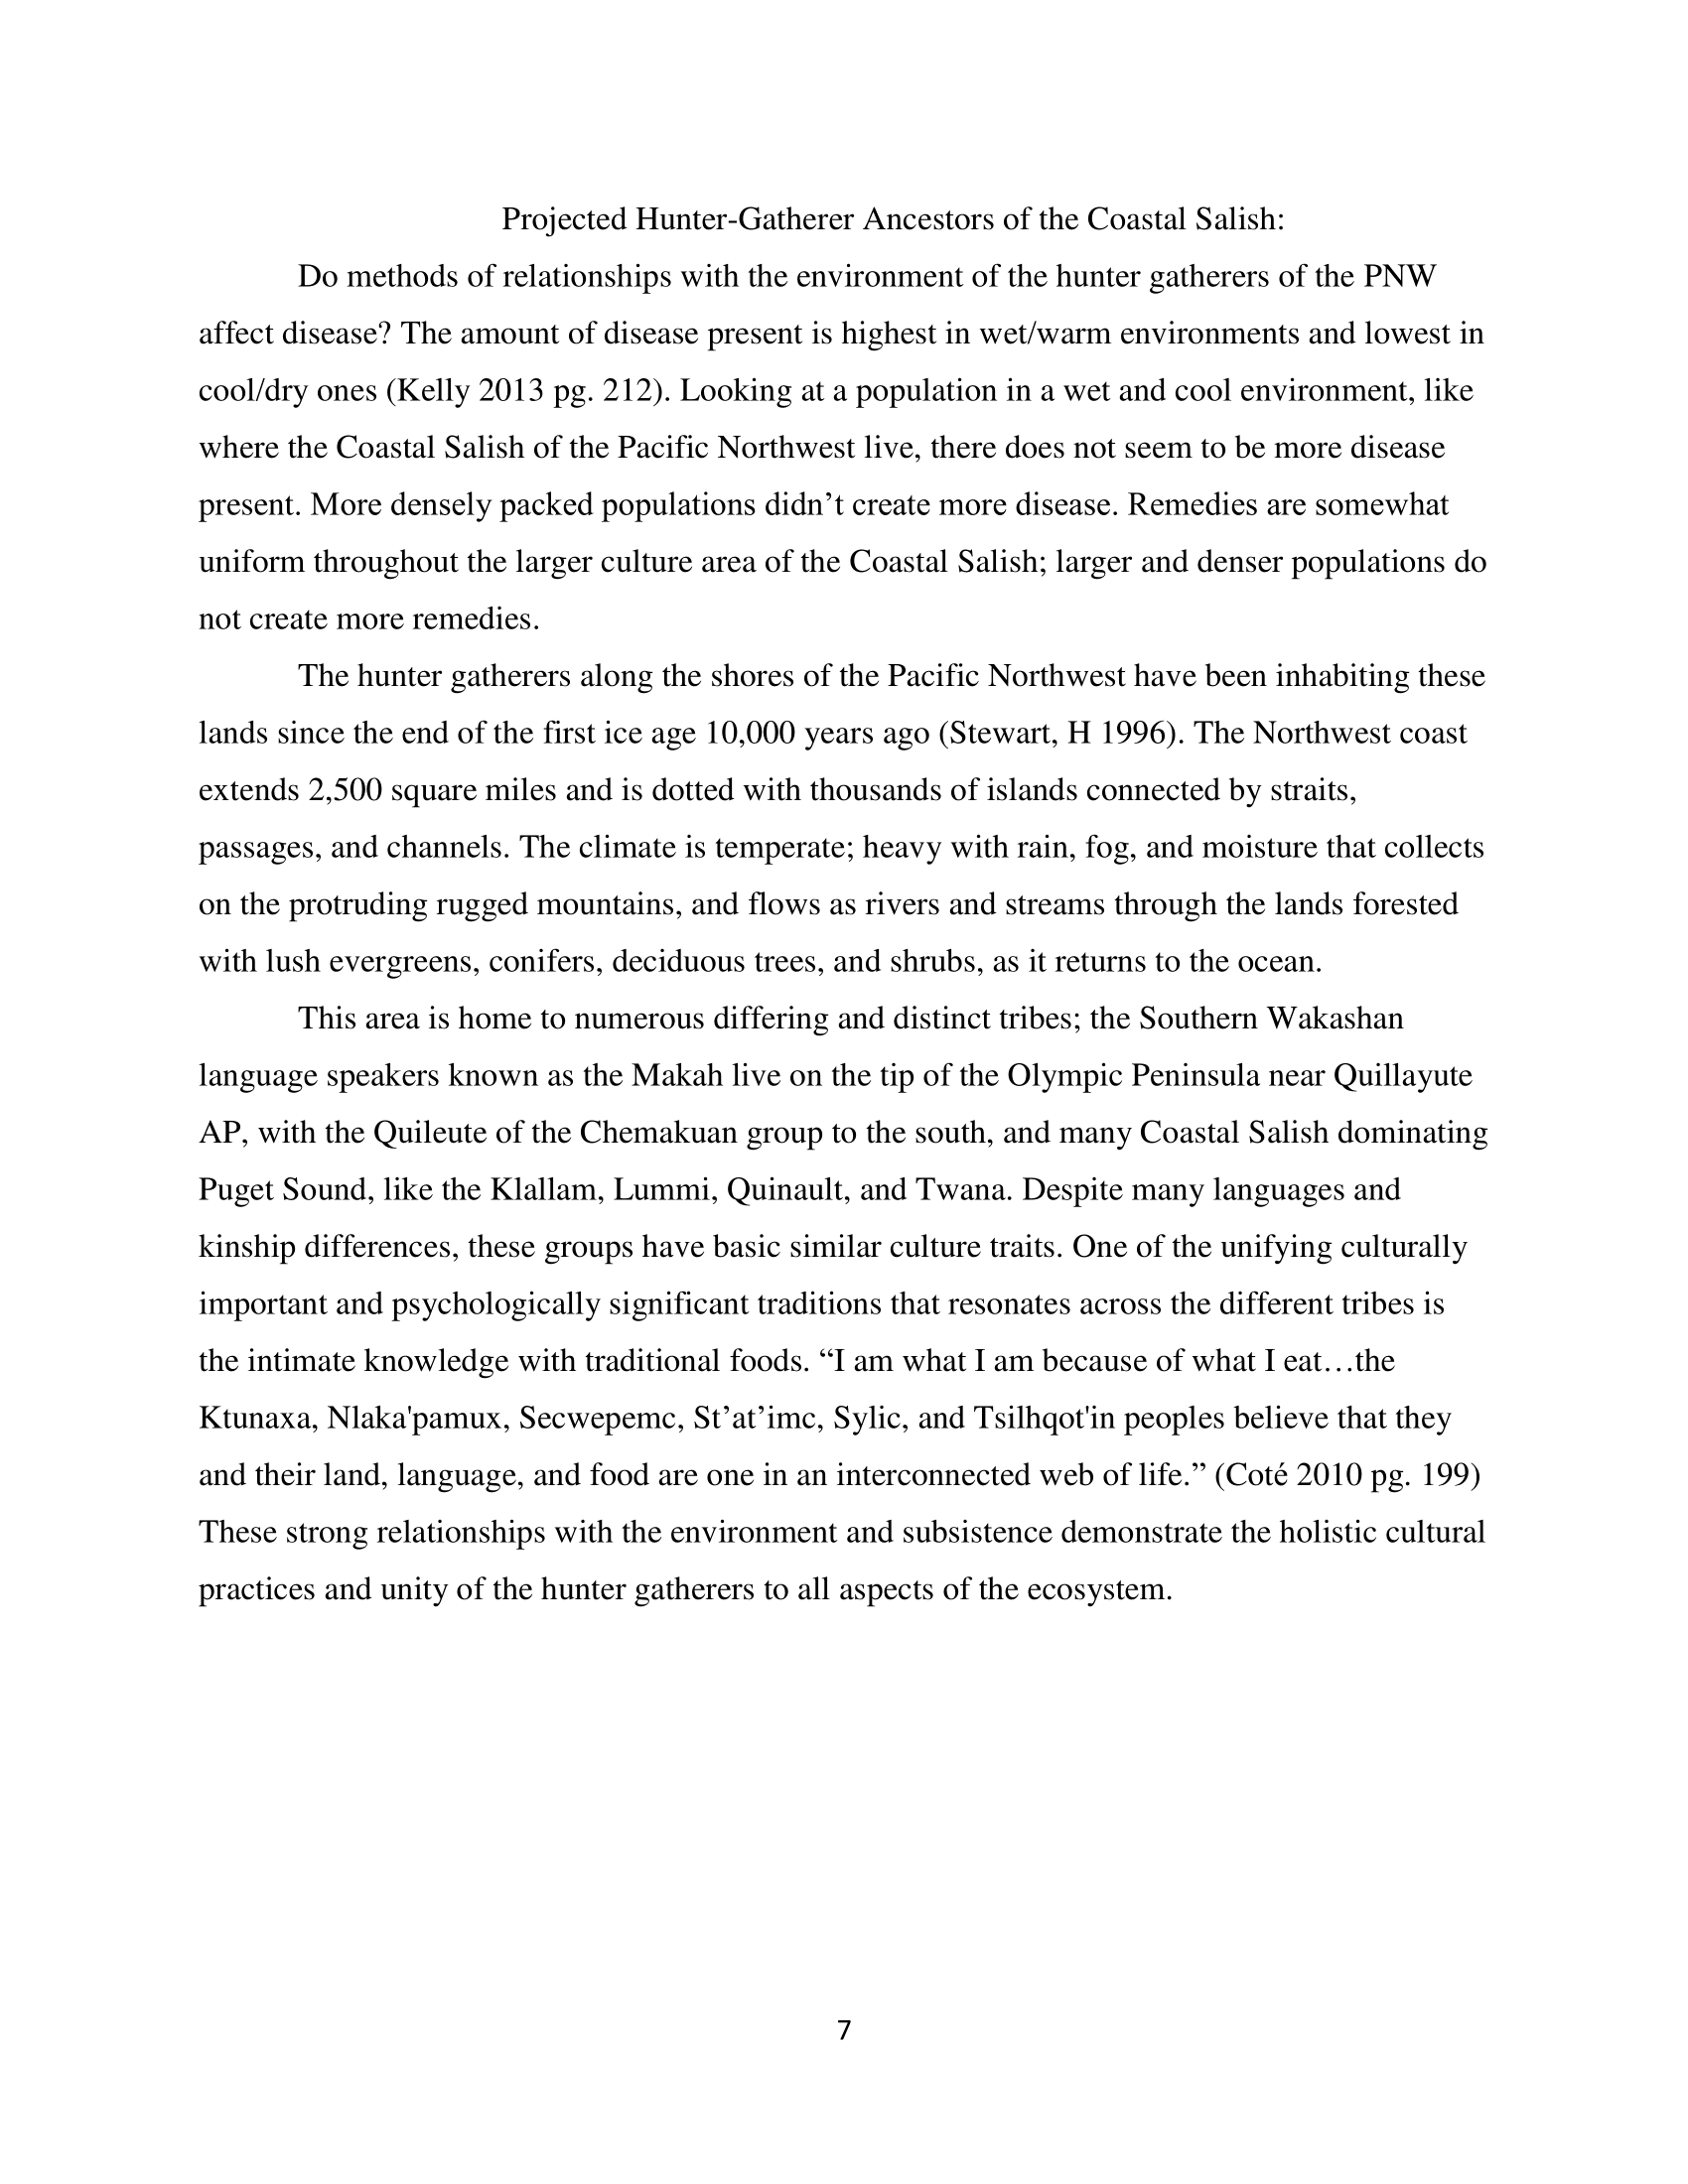 Projected Hunter-Gatherer Ancestors of the Coastal Salish:
Do methods of relationships with the environment of the hunter gatherers of the PNW
affect disease? The amount of disease present is highest in wet/warm environments and lowest in
cool/dry ones (Kelly 2013 pg. 212). Looking at a population in a wet and cool environment, like
where the Coastal Salish of the Pacific Northwest live, there does not seem to be more disease
present. More densely packed populations didn’t create more disease. Remedies are somewhat
uniform throughout the larger culture area of the Coastal Salish; larger and denser populations do
not create more remedies.
The hunter gatherers along the shores of the Pacific Northwest have been inhabiting these
lands since the end of the first ice age 10,000 years ago (Stewart, H 1996). The Northwest coast
extends 2,500 square miles and is dotted with thousands of islands connected by straits,
passages, and channels. The climate is temperate; heavy with rain, fog, and moisture that collects
on the protruding rugged mountains, and flows as rivers and streams through the lands forested
with lush evergreens, conifers, deciduous trees, and shrubs, as it returns to the ocean.
This area is home to numerous differing and distinct tribes; the Southern Wakashan
language speakers known as the Makah live on the tip of the Olympic Peninsula near Quillayute
AP, with the Quileute of the Chemakuan group to the south, and many Coastal Salish dominating
Puget Sound, like the Klallam, Lummi, Quinault, and Twana. Despite many languages and
kinship differences, these groups have basic similar culture traits. One of the unifying culturally
important and psychologically significant traditions that resonates across the different tribes is
the intimate knowledge with traditional foods. “I am what I am because of what I eat…the
Ktunaxa, Nlaka'pamux, Secwepemc, St’at’imc, Sylic, and Tsilhqot'in peoples believe that they
and their land, language, and food are one in an interconnected web of life.” (Coté 2010 pg. 199)
These strong relationships with the environment and subsistence demonstrate the holistic cultural
practices and unity of the hunter gatherers to all aspects of the ecosystem.
7